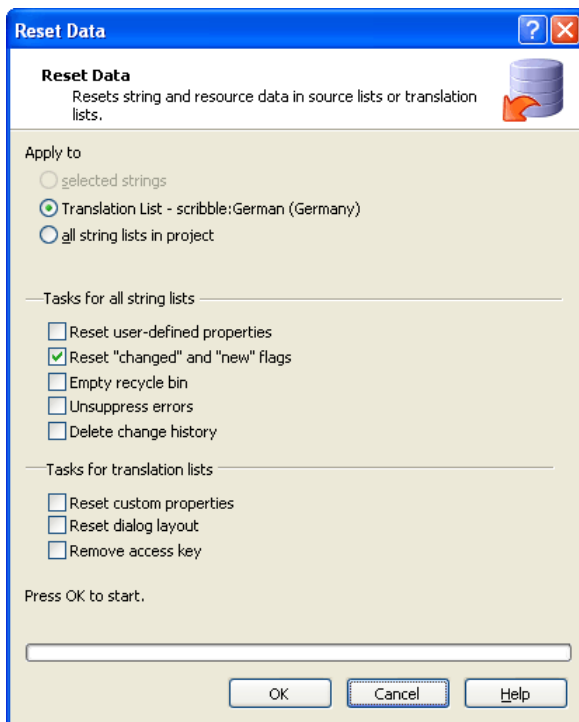 Reset Data
Reset Data
Resets string and resource data in source lists or translation
lists.
Apply to
selected strings
Translation List - scribble:German (Germany)
all string lists in project
Tasks for all string lists
Reset user-defined properties
Reset "changed" and "new" flags
Empty recycle bin
Unsuppress errors
Delete change history
Tasks for translation lists
Reset custom properties
Reset dialog layout
Remove access key
Press OK to start.
OK Cancel Help